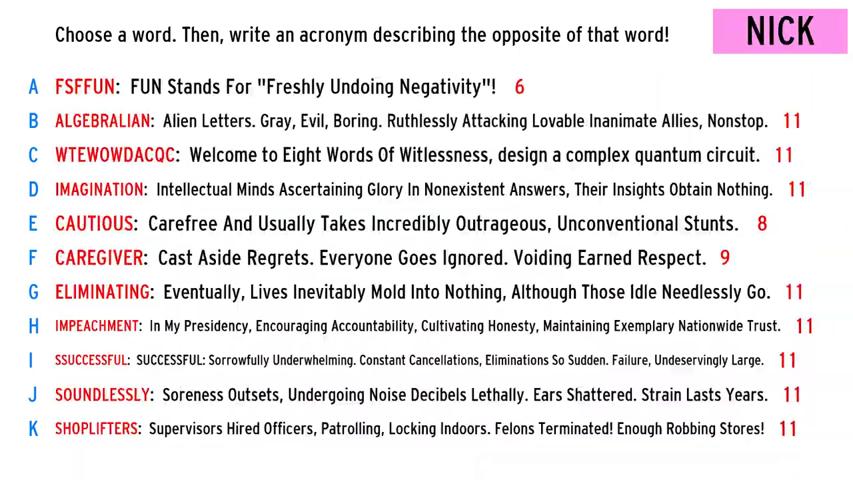 Choose a word. Then, write an acronym describing the opposite of that word!
NICK
A FSFFUN: FUN Stands For "Freshly Undoing Negativity"! 6
B ALGEBRALIAN: Alien Letters. Gray, Evil, Boring. Ruthlessly Attacking Lovable Inanimate Allies, Nonstop. 11
C WTEWOWDACQC: Welcome to Eight Words Of Witlessness, design a complex quantum circuit. 11
D IMAGINATION: Intellectual Minds Ascertaining Glory In Nonexistent Answers, Their Insights Obtain Nothing. 11
E CAUTIOUS: Carefree And Usually Takes Incredibly Outrageous, Unconventional Stunts. 8
F CAREGIVER: Cast Aside Regrets. Everyone Goes Ignored. Voiding Earned Respect. 9
G ELIMINATING: Eventually, Lives Inevitably Mold Into Nothing, Although Those Idle Needlessly Go. 11
H IMPEACHMENT: In My Presidency, Encouraging Accountability, Cultivating Honesty, Maintaining Exemplary Nationwide Trust. 11
I SSUCCESSFUL: SUCCESSFUL: Sorrowfully Underwhelming. Constant Cancellations, Eliminations So Sudden. Failure, Undeservingly Large. 11
J SOUNDLESSLY: Soreness Outsets, Undergoing Noise Decibels Lethally. Ears Shattered. Strain Lasts Years. 11
K SHOPLIFTERS: Supervisors Hired Officers, Patrolling, Locking Indoors. Felons Terminated! Enough Robbing Stores! 11